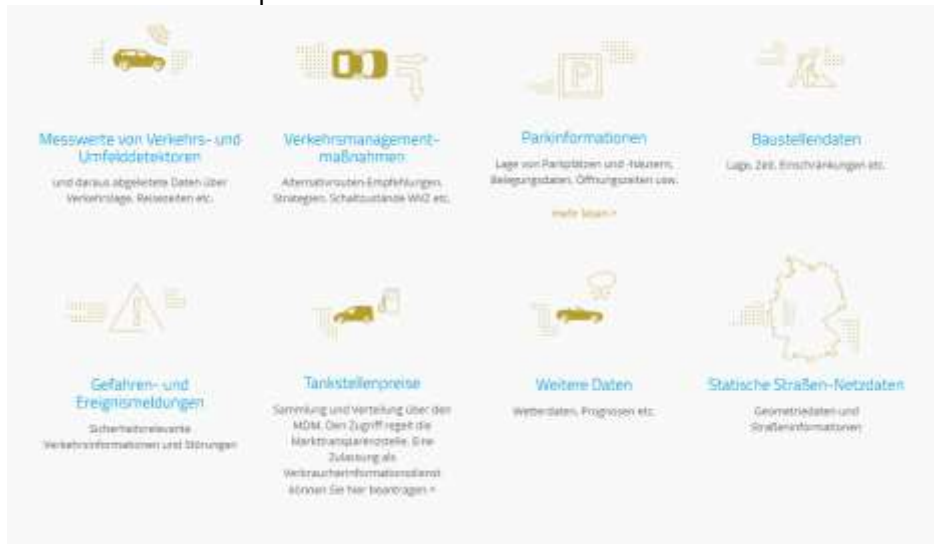 Messwerte von Verkehrs- und
Umfelddetektoren
und daraus abgeleitete Daten über
Verkehrslage, Reisezeiten etc.
Verkehrsmanagement-
maßnahmen
Alternativrouten-Empfehlungen,
Strategien, Schaltzustände WVZ etc.
Parkinformationen
Lage von Parkplätzen und -häusern,
Belegungsdaten, Öffnungszeiten usw.
mehr lesen >
Baustellendaten
Lage, Zeit, Einschränkungen etc.
Gefahren- und
Ereignismeldungen
Sicherheitsrelevante
Verkehrsinformationen und Störungen
Tankstellenpreise
Sammlung und Verteilung über den
MDM. Den Zugriff regelt die
Markttransparenzstelle. Eine
Zulassung als
Verbraucherinformationsdienst
können Sie hier beantragen >
Weitere Daten
Wetterdaten, Prognosen etc.
Statische Straßen-Netzdaten
Geometriedaten und
Straßeninformationen